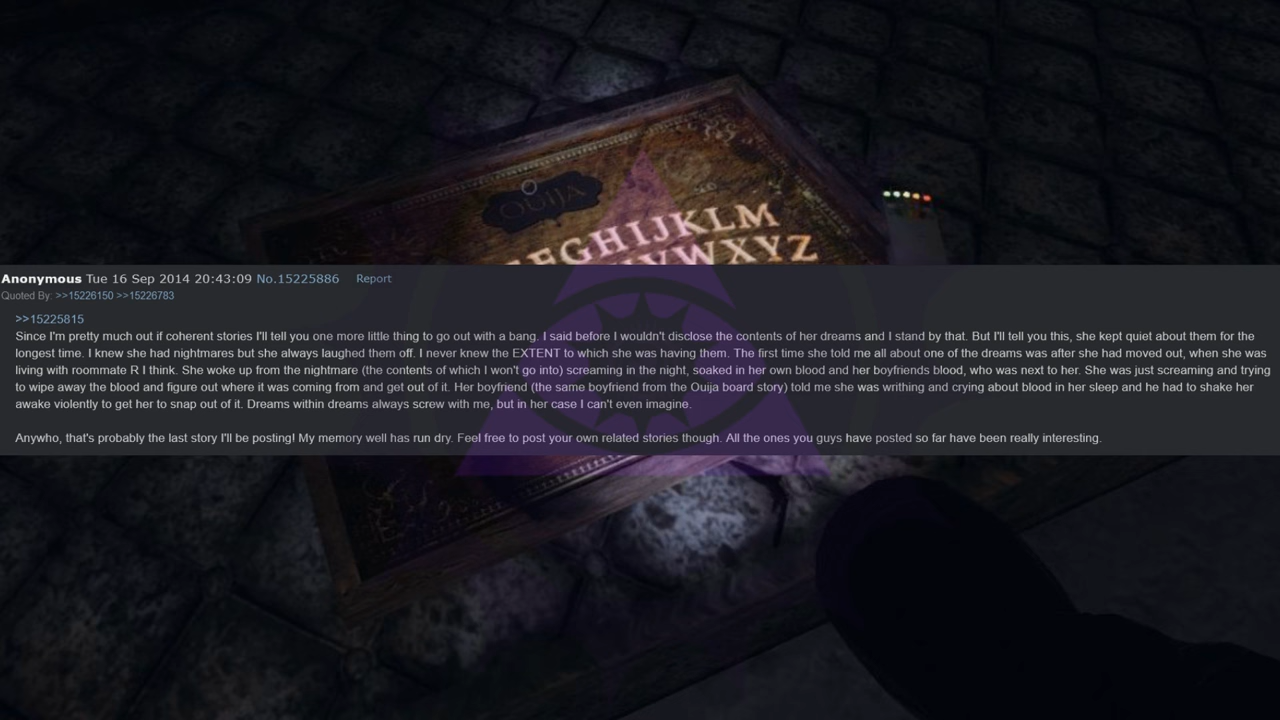 OUIJA
EFGHIJKLM
VWXYZ
Anonymous Tue 16 Sep 2014 20:43:09 No.15225886 Report
Quoted By: >>15226150 >>15226783
>>15225815
Since I'm pretty much out if coherent stories I'll tell you one more little thing to go out with a bang. I said before I wouldn't disclose the contents of her dreams and I stand by that. But I'll tell you this, she kept quiet about them for the
longest time. I knew she had nightmares but she always laughed them off. I never knew the EXTENT to which she was having them. The first time she told me all about one of the dreams was after she had moved out, when she was
living with roommate R I think. She woke up from the nightmare (the contents of which I won't go into) screaming in the night, soaked in her own blood and her boyfriends blood, who was next to her. She was just screaming and trying
to wipe away the blood and figure out where it was coming from and get out of it. Her boyfriend (the same boyfriend from the Ouija board story) told me she was writhing and crying about blood in her sleep and he had to shake her
awake violently to get her to snap out of it. Dreams within dreams always screw with me, but in her case I can't even imagine.
Anywho, that's probably the last story I'll be posting! My memory well has run dry. Feel free to post your own related stories though. All the ones you guys have posted so far have been really interesting.